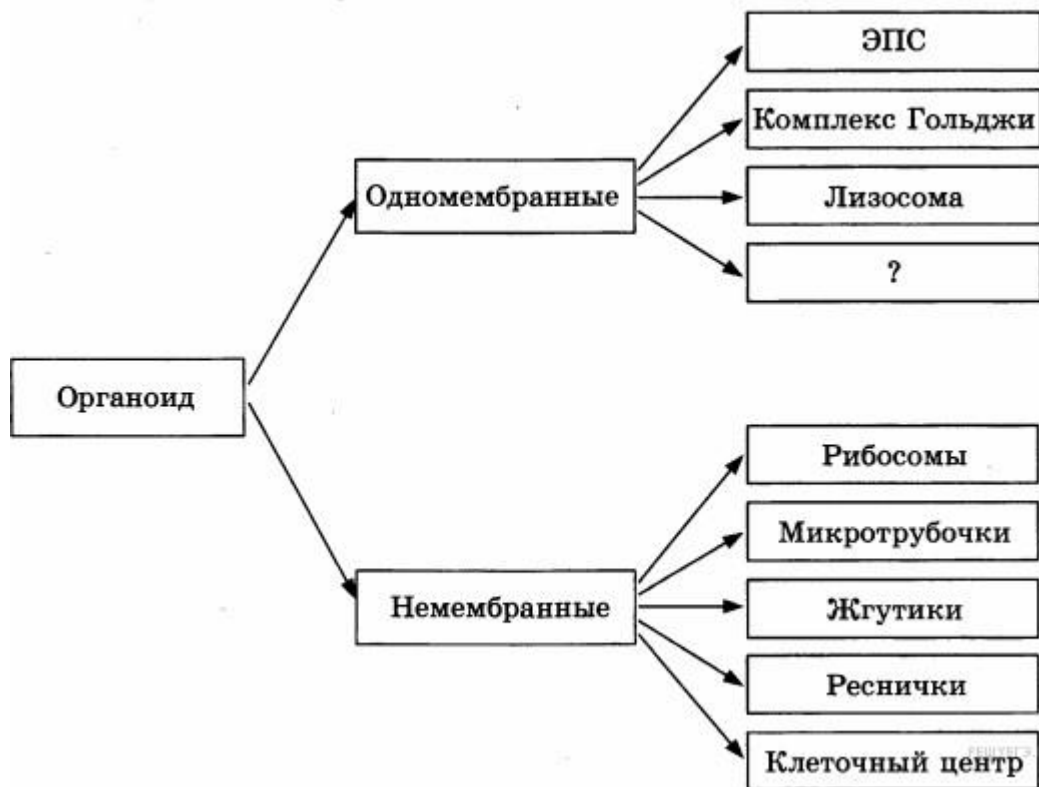 ЭПС
Комплекс Гольджи
Одномембранные
Лизосома
?
Органоид
Рибосомы
Микротрубочки
Немембранные
Жгутики
Реснички
Клеточный центр